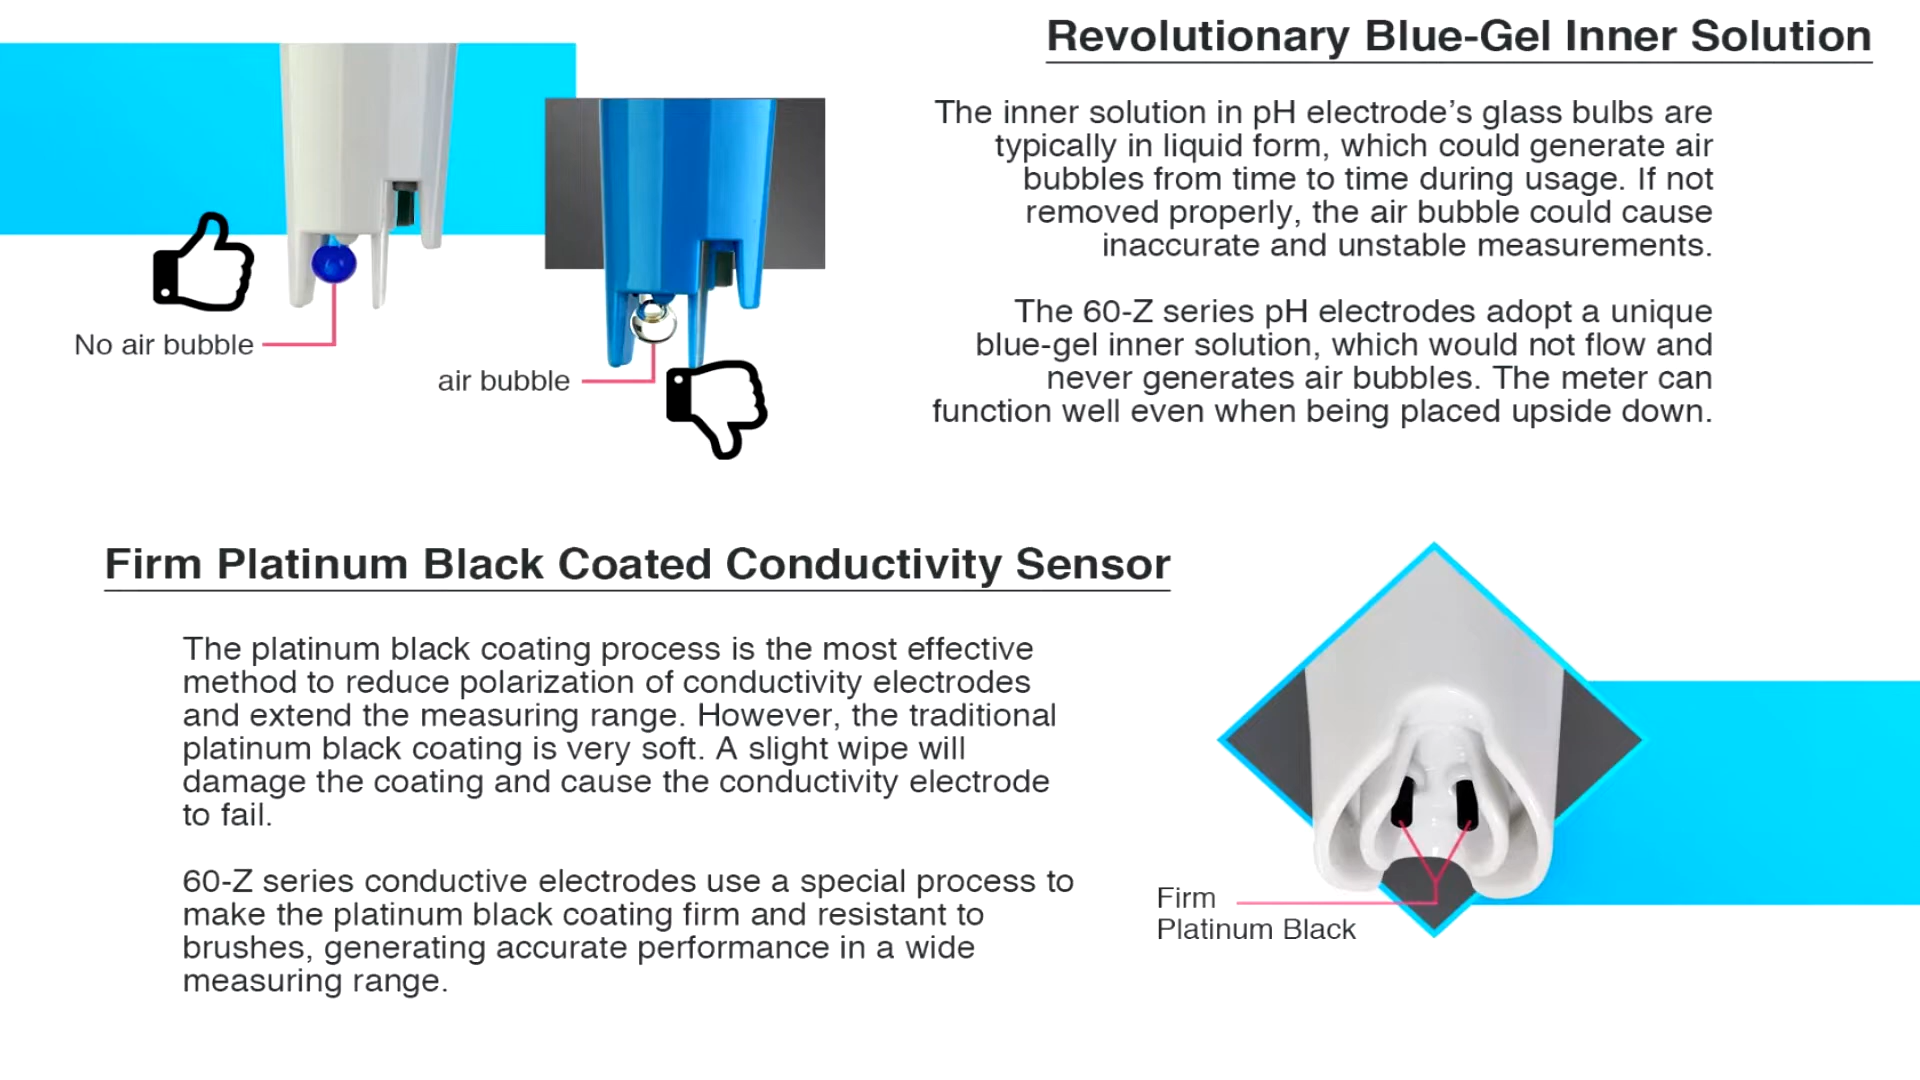 Revolutionary Blue-Gel Inner Solution
The inner solution in pH electrode’s glass bulbs are
typically in liquid form, which could generate air
bubbles from time to time during usage. If not
removed properly, the air bubble could cause
inaccurate and unstable measurements.
The 60-Z series pH electrodes adopt a unique
blue-gel inner solution, which would not flow and
never generates air bubbles. The meter can
function well even when being placed upside down.
No air bubble
air bubble
Firm Platinum Black Coated Conductivity Sensor
The platinum black coating process is the most effective
method to reduce polarization of conductivity electrodes
and extend the measuring range. However, the traditional
platinum black coating is very soft. A slight wipe will
damage the coating and cause the conductivity electrode
to fail.
60-Z series conductive electrodes use a special process to
make the platinum black coating firm and resistant to
brushes, generating accurate performance in a wide
measuring range.
Firm
Platinum Black